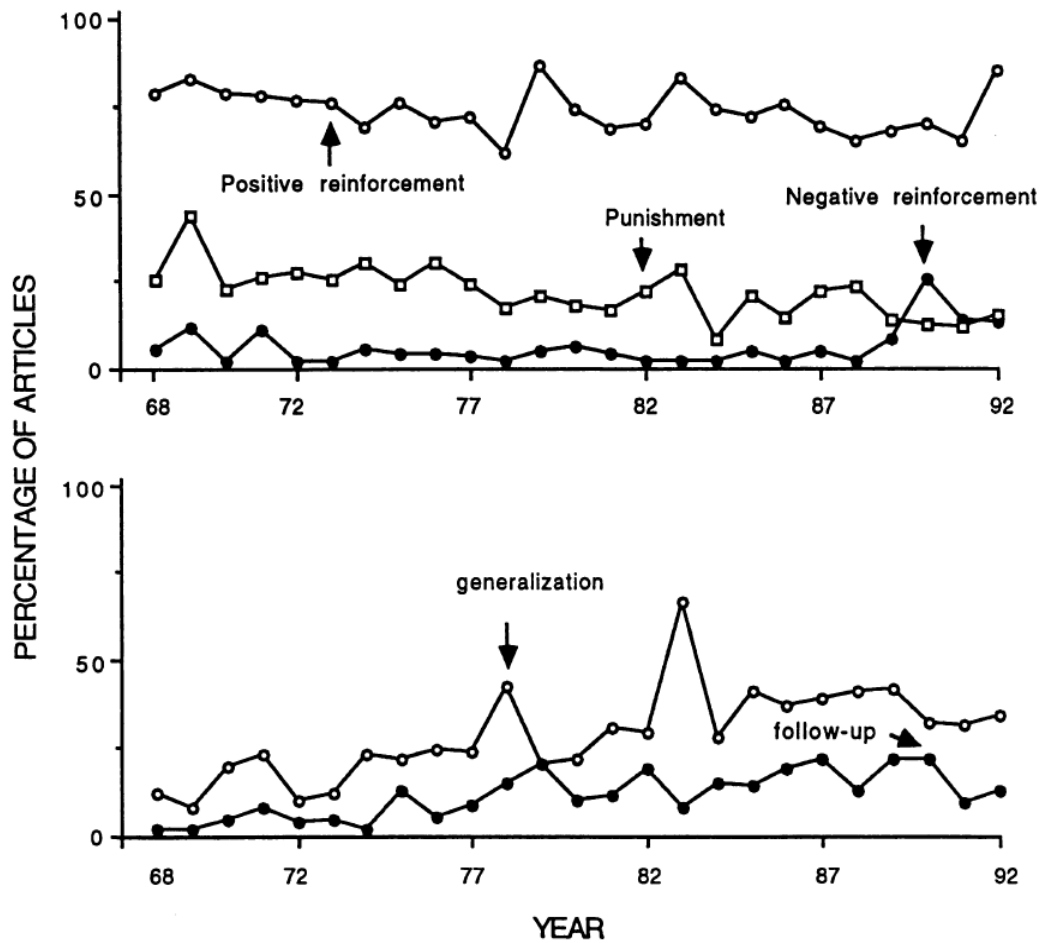 PERCENTAGE OF ARTICLES
100
50
0
Positive reinforcement
Punishment
Negative reinforcement
68 72 77 82 87 92
100
50
0
generalization
follow-up
68 72 77 82 87 92
YEAR